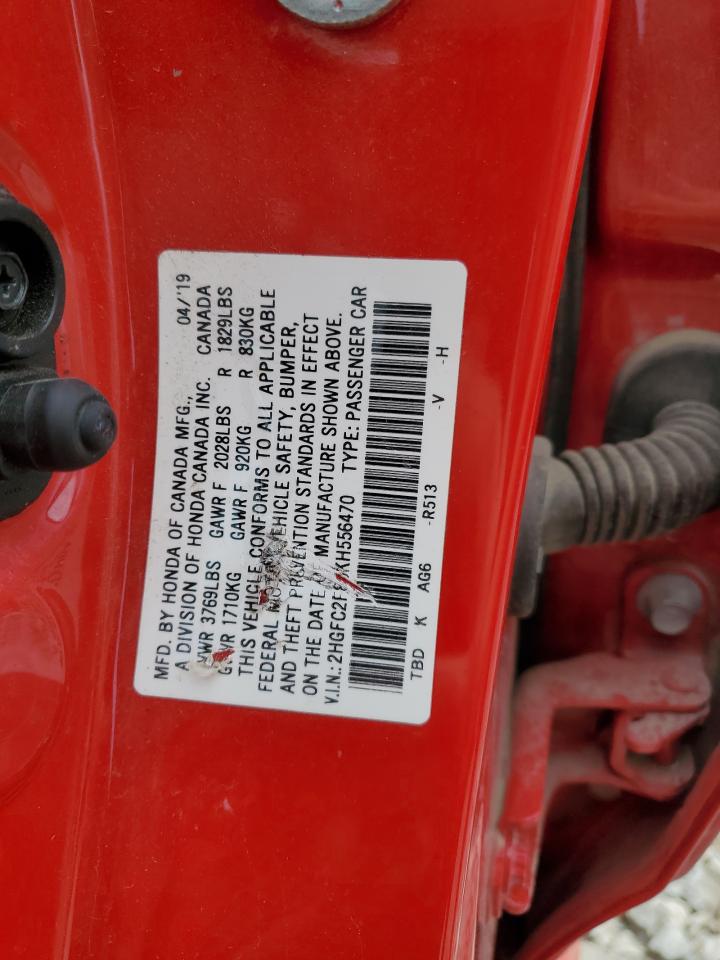 MFD. BY HONDA OF CANADA MFG., 04/'19
A DIVISION OF HONDA CANADA INC. CANADA
GVWR 3769LBS GAWR F 2028LBS R 1829LBS
GVWR 1710KG GAWR F 920KG R 830KG
THIS VEHICLE CONFORMS TO ALL APPLICABLE
FEDERAL VEHICLE SAFETY, BUMPER,
AND THEFT PREVENTION STANDARDS IN EFFECT
ON THE DATE OF MANUFACTURE SHOWN ABOVE.
V.I.N.: 2HGFC2F KH556470 TYPE: PASSENGER CAR
TBD K AG6 -R513 -V -H